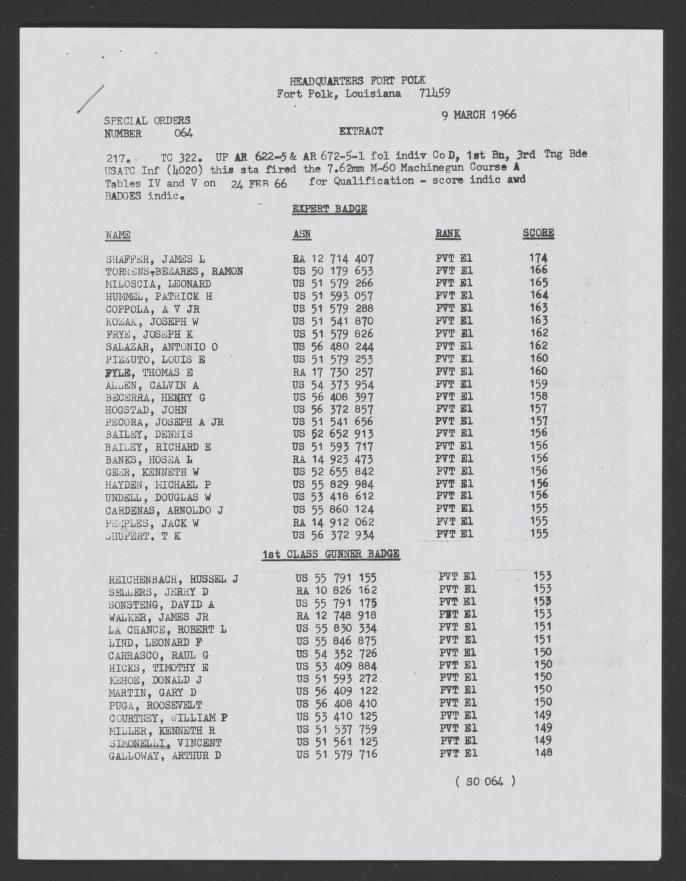 HEADQUARTERS FORT POLK
Fort Polk, Louisiana 71459
9 MARCH 1966
SPECIAL ORDERS
NUMBER 064 EXTRACT
217. TC 322. UP AR 622-5 & AR 672-5-1 fol indiv Co D, 1st Bn, 3rd Tng Bde
USATC Inf (4020) this sta fired the 7.62mm M-60 Machinegun Course A
Tables IV and V on 24 FEB 66 for Qualification - score indic awd
BADGES indic.
EXPERT BADGE
NAME ASN RANK SCORE
SHAFFER, JAMES L RA 12 714 407 PVT E1 174
TORRENS-BEZARES, RAMON US 50 179 653 PVT E1 166
MILOSCIA, LEONARD US 51 579 266 PVT E1 165
HUMMEL, PATRICK H US 51 593 057 PVT E1 164
COPPOLA, A V JR US 51 579 288 PVT E1 163
KOZAK, JOSEPH W US 51 541 870 PVT E1 163
FRYE, JOSEPH K US 51 579 826 PVT E1 162
SALAZAR, ANTONIO O US 56 480 244 PVT E1 162
PIZZUTO, LOUIS E US 51 579 253 PVT E1 160
PYLE, THOMAS E RA 17 730 257 PVT E1 160
ALLEN, CALVIN A US 54 373 954 PVT E1 159
BECERRA, HENRY G US 56 408 397 PVT E1 158
HOGSTAD, JOHN US 56 372 857 PVT E1 157
PECORA, JOSEPH A JR US 51 541 656 PVT E1 157
BAILEY, DENNIS US 52 652 913 PVT E1 156
BAILEY, RICHARD E US 51 593 717 PVT E1 156
BANKS, HOSEA L RA 14 923 473 PVT E1 156
GEER, KENNETH W US 52 655 842 PVT E1 156
HAYDEN, MICHAEL P US 55 829 984 PVT E1 156
UNDELL, DOUGLAS W US 53 418 612 PVT E1 156
CARDENAS, ARNOLDO J US 55 860 124 PVT E1 155
PEEPLES, JACK W RA 14 912 062 PVT E1 155
SHUPERT, T K US 56 372 934 PVT E1 155
1st CLASS GUNNER BADGE
REICHENBACH, RUSSEL J US 55 791 155 PVT E1 153
SELLERS, JERRY D RA 10 826 162 PVT E1 153
SONSTENG, DAVID A US 55 791 175 PVT E1 153
WALKER, JAMES JR RA 12 748 918 PVT E1 153
LA CHANCE, ROBERT L US 55 830 334 PVT E1 151
LIND, LEONARD F US 55 846 875 PVT E1 151
CARRASCO, RAUL G US 54 352 726 PVT E1 150
HICKS, TIMOTHY E US 53 409 884 PVT E1 150
KEHOE, DONALD J US 51 593 272 PVT E1 150
MARTIN, GARY D US 56 409 122 PVT E1 150
PUGA, ROOSEVELT US 56 408 410 PVT E1 150
COURTNEY, WILLIAM P US 53 410 125 PVT E1 149
MILLER, KENNETH R US 51 537 759 PVT E1 149
SIMONELLI, VINCENT US 51 561 125 PVT E1 149
GALLOWAY, ARTHUR D US 51 579 716 PVT E1 148
( SO 064 )